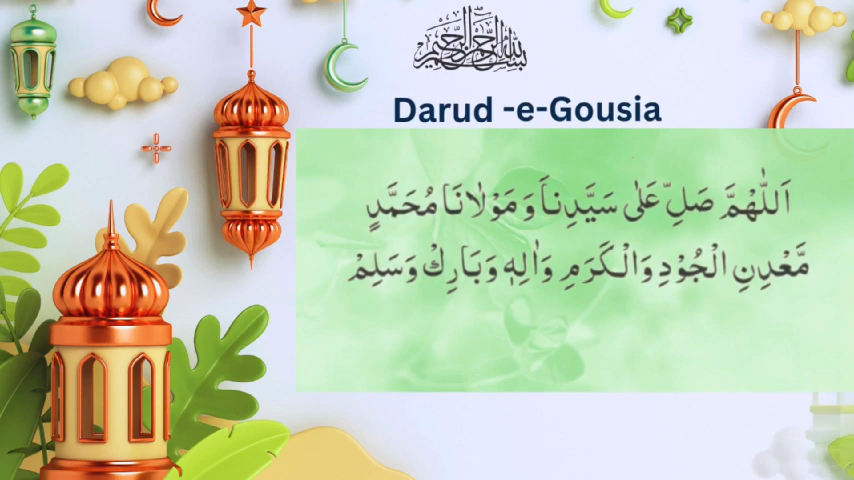 بسم الله الرحمن الرحيم
Darud -e-Gousia
اَللّٰهُمَّ صَلِّ عَلٰى سَيَّدِنَا وَ مَوْلَانَا مُحَمَّدٍ
مَّعْدِنِ الْجُوْدِ وَالْكَرَمِ وَاٰلِهٖ وَبَارِكْ وَسَلِمْ